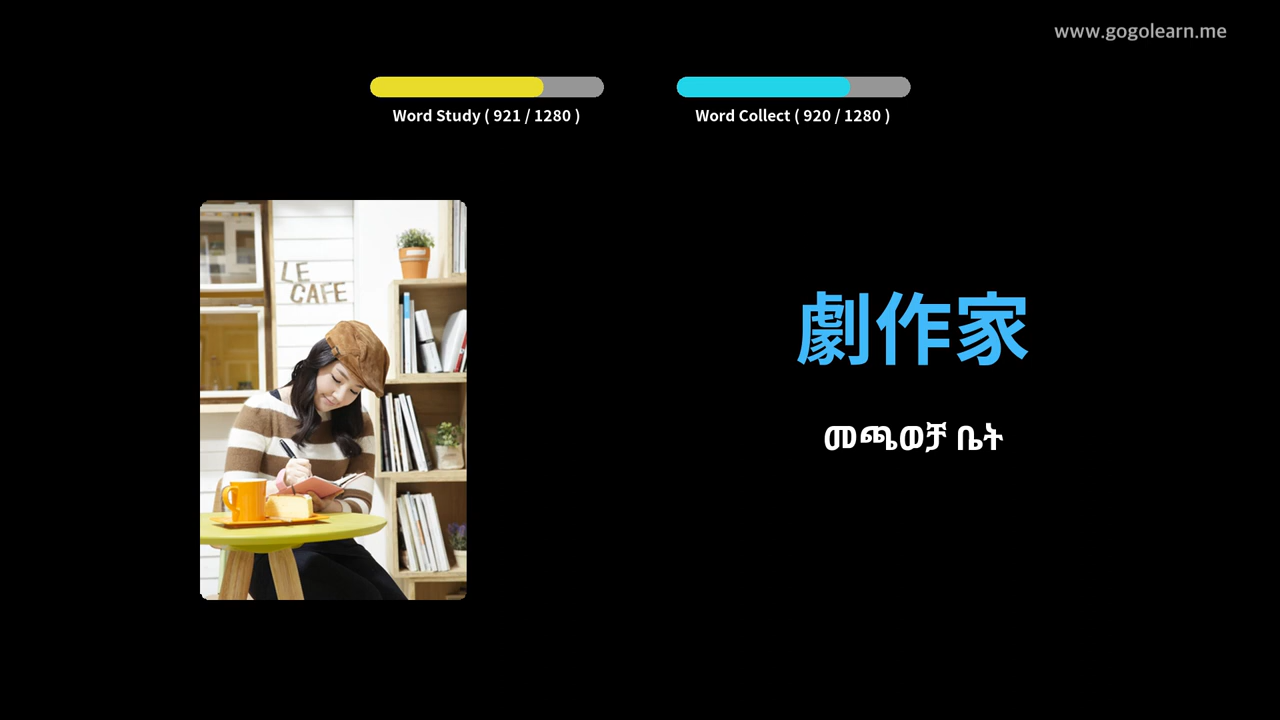 www.gogolearn.me
Word Study ( 921 / 1280 )
Word Collect ( 920 / 1280 )
LE
CAFE
劇作家
መጫወቻ ቤት